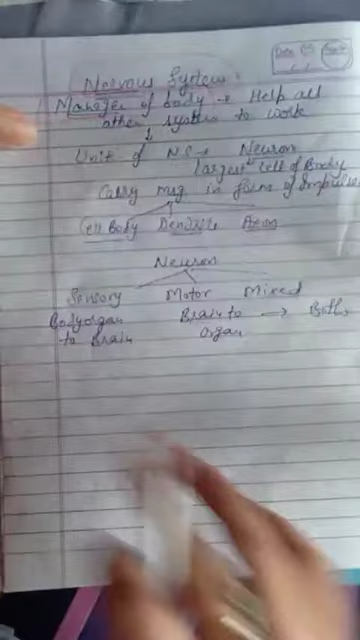 Date 05
Nervous System:
Manager of body → Help all
other system to work
Unit of N.S → Neuron
largest cell of Body
Carry msg in form of Impulse
Cell Body Dendrite Axon
Neuron
Sensory Motor Mixed
Body organ Brain to → Both
to Brain organ